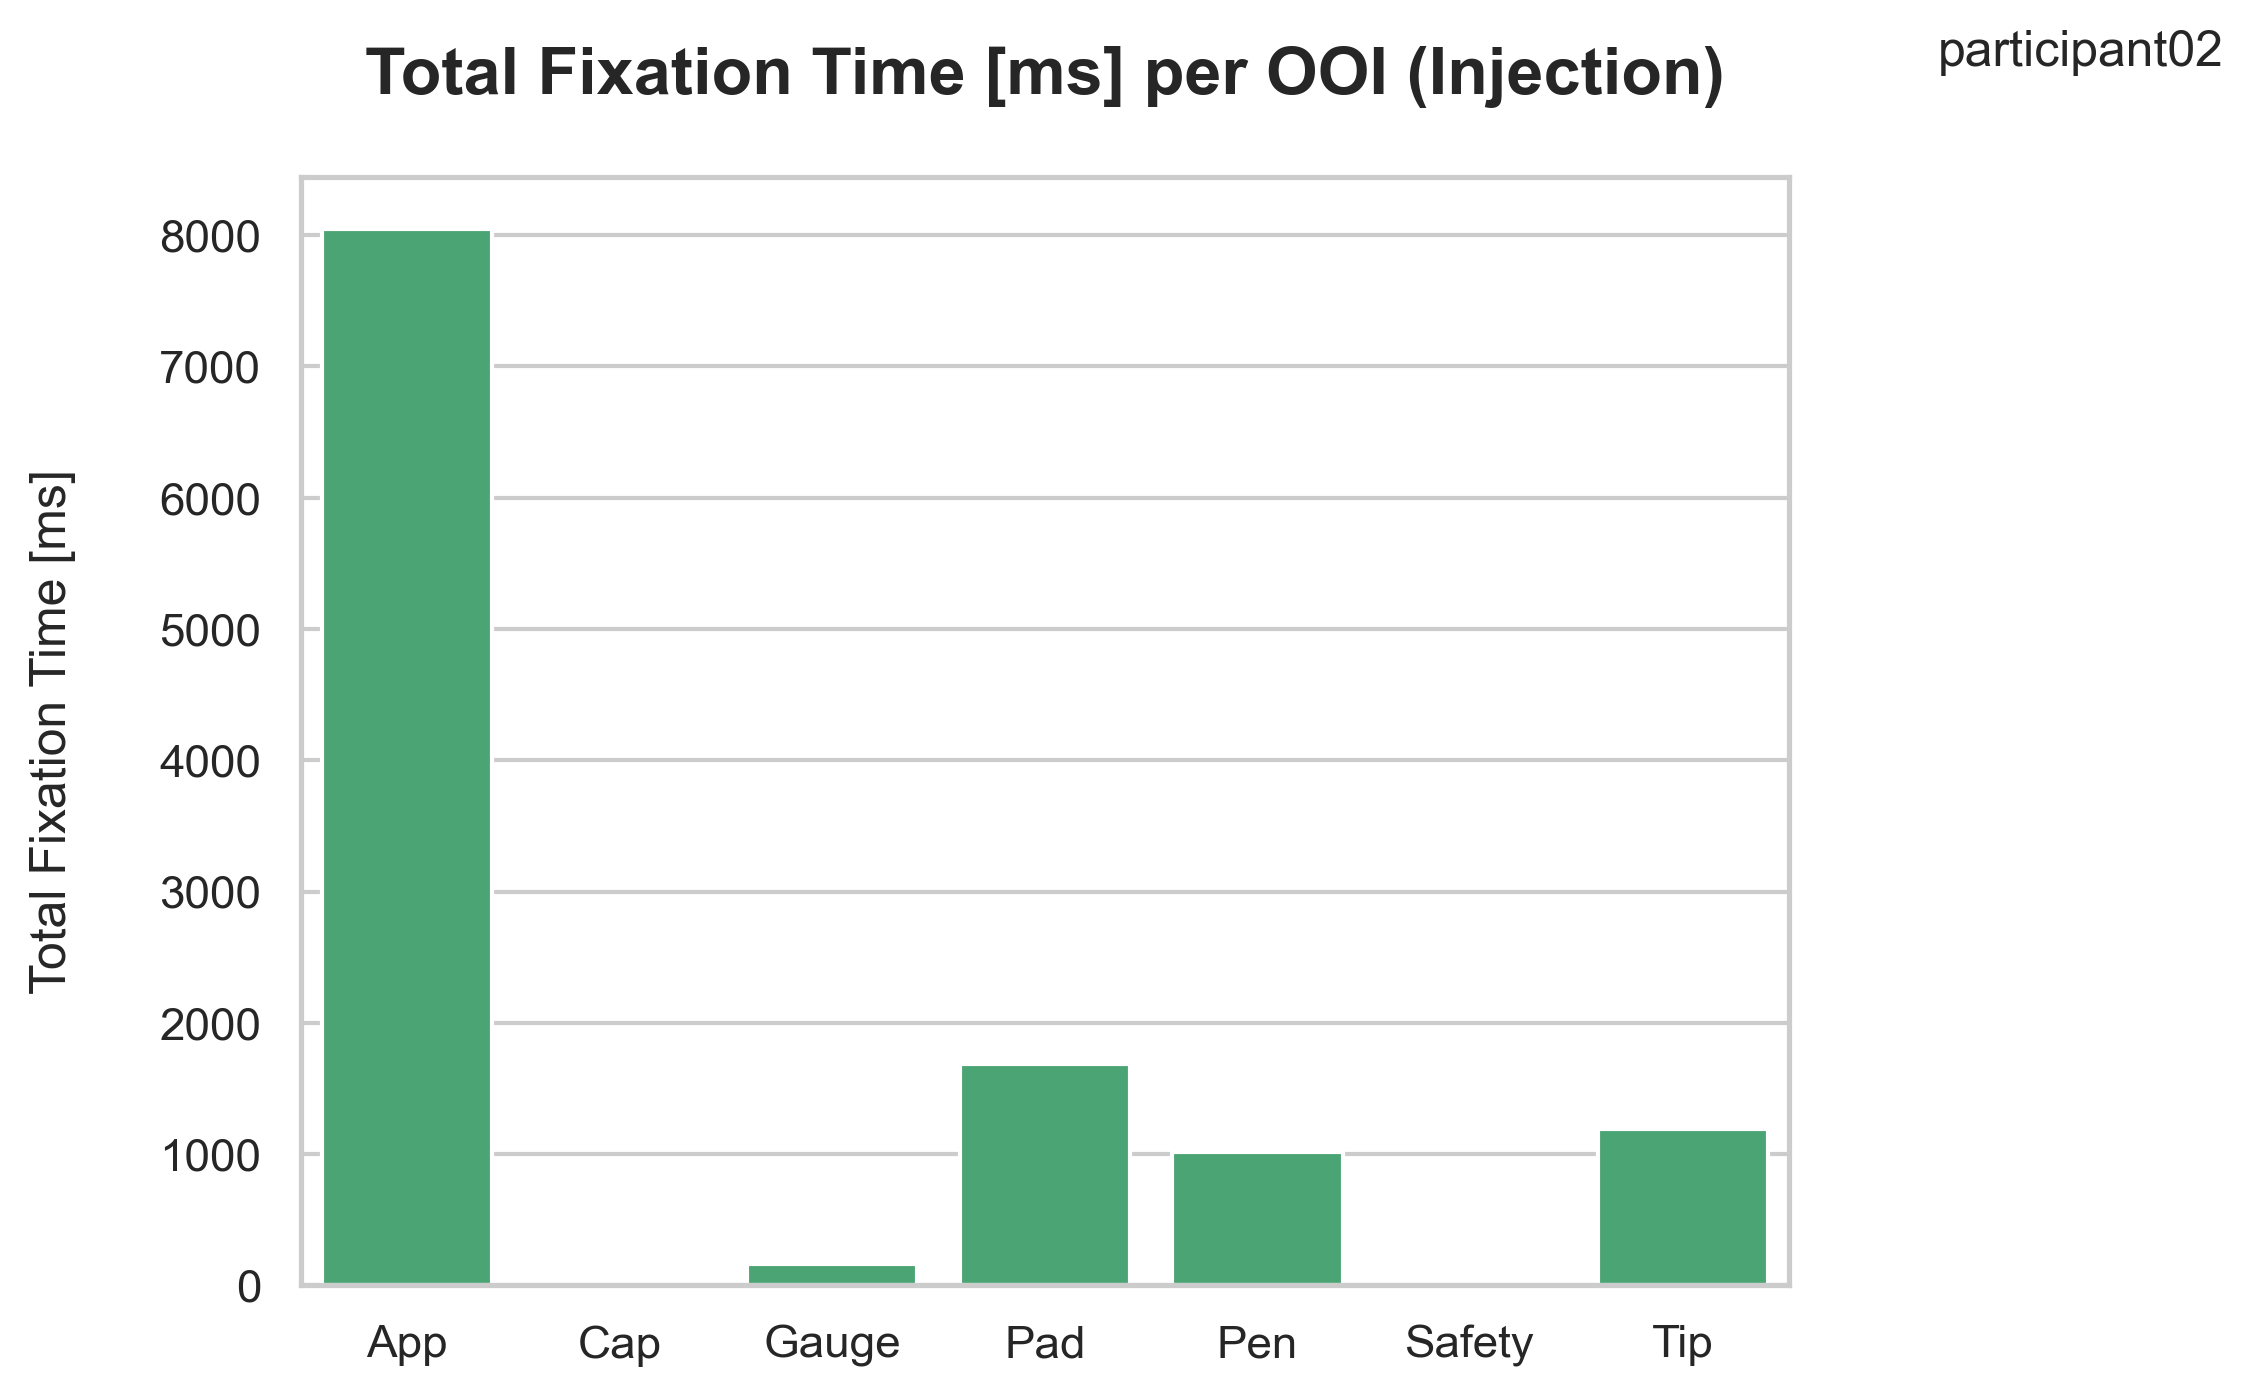 Total Fixation Time [ms] per OOI (Injection)
participant02
Total Fixation Time [ms]
8000
7000
6000
5000
4000
3000
2000
1000
0
App Cap Gauge Pad Pen Safety Tip